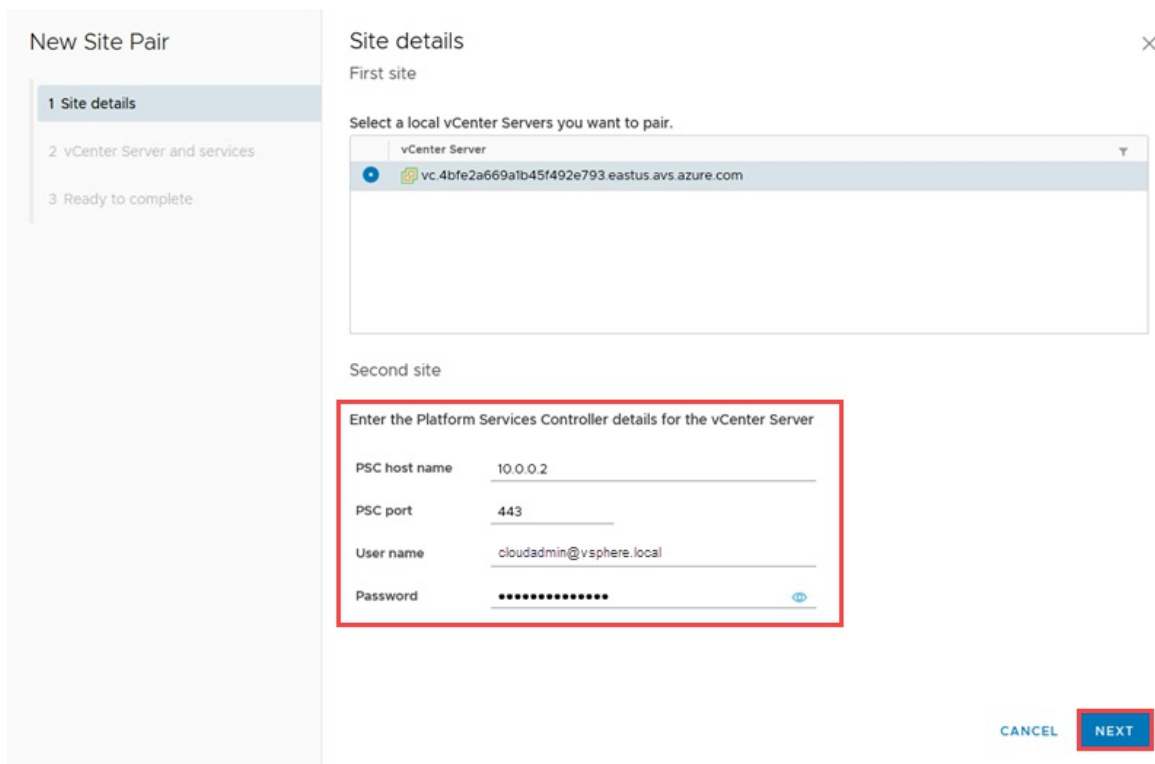 New Site Pair
1 Site details
2 vCenter Server and services
3 Ready to complete
Site details
First site
Select a local vCenter Servers you want to pair.
vCenter Server
vc.4bfe2a669a1b45f492e793.eastus.avs.azure.com
Second site
Enter the Platform Services Controller details for the vCenter Server
PSC host name 10.0.0.2
PSC port 443
User name cloudadmin@vsphere.local
Password ••••••••••••••
CANCEL NEXT